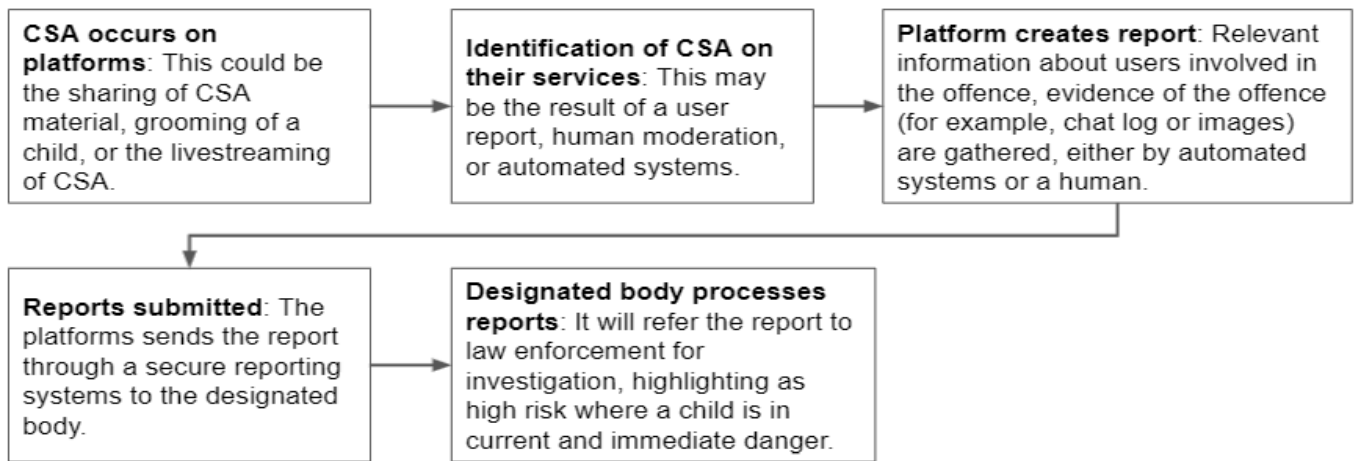 CSA occurs on
platforms: This could be
the sharing of CSA
material, grooming of a
child, or the livestreaming
of CSA.
Identification of CSA on
their services: This may
be the result of a user
report, human moderation,
or automated systems.
Platform creates report: Relevant
information about users involved in
the offence, evidence of the offence
(for example, chat log or images)
are gathered, either by automated
systems or a human.
Reports submitted: The
platforms sends the report
through a secure reporting
systems to the designated
body.
Designated body processes
reports: It will refer the report to
law enforcement for
investigation, highlighting as
high risk where a child is in
current and immediate danger.